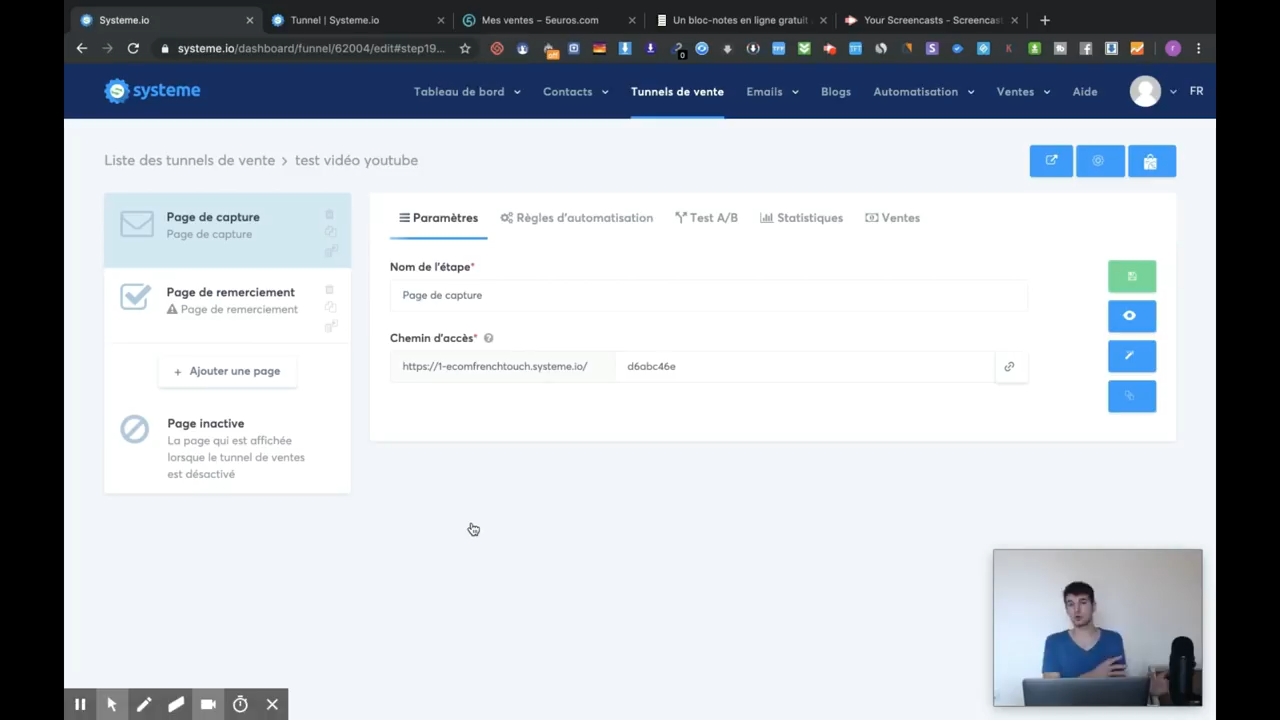 Systeme.io
Tunnel | Systeme.io
Mes ventes – 5euros.com
Un bloc-notes en ligne gratuit
Your Screencasts - Screencast
systeme.io/dashboard/funnel/62004/edit#step19...
systeme
Tableau de bord
Contacts
Tunnels de vente
Emails
Blogs
Automatisation
Ventes
Aide
FR
Liste des tunnels de vente > test vidéo youtube
Page de capture
Page de capture
Page de remerciement
Page de remerciement
+ Ajouter une page
Page inactive
La page qui est affichée
lorsque le tunnel de ventes
est désactivé
Paramètres
Règles d'automatisation
Test A/B
Statistiques
Ventes
Nom de l'étape*
Page de capture
Chemin d'accès*
https://1-ecomfrenchtouch.systeme.io/
d6abc46e